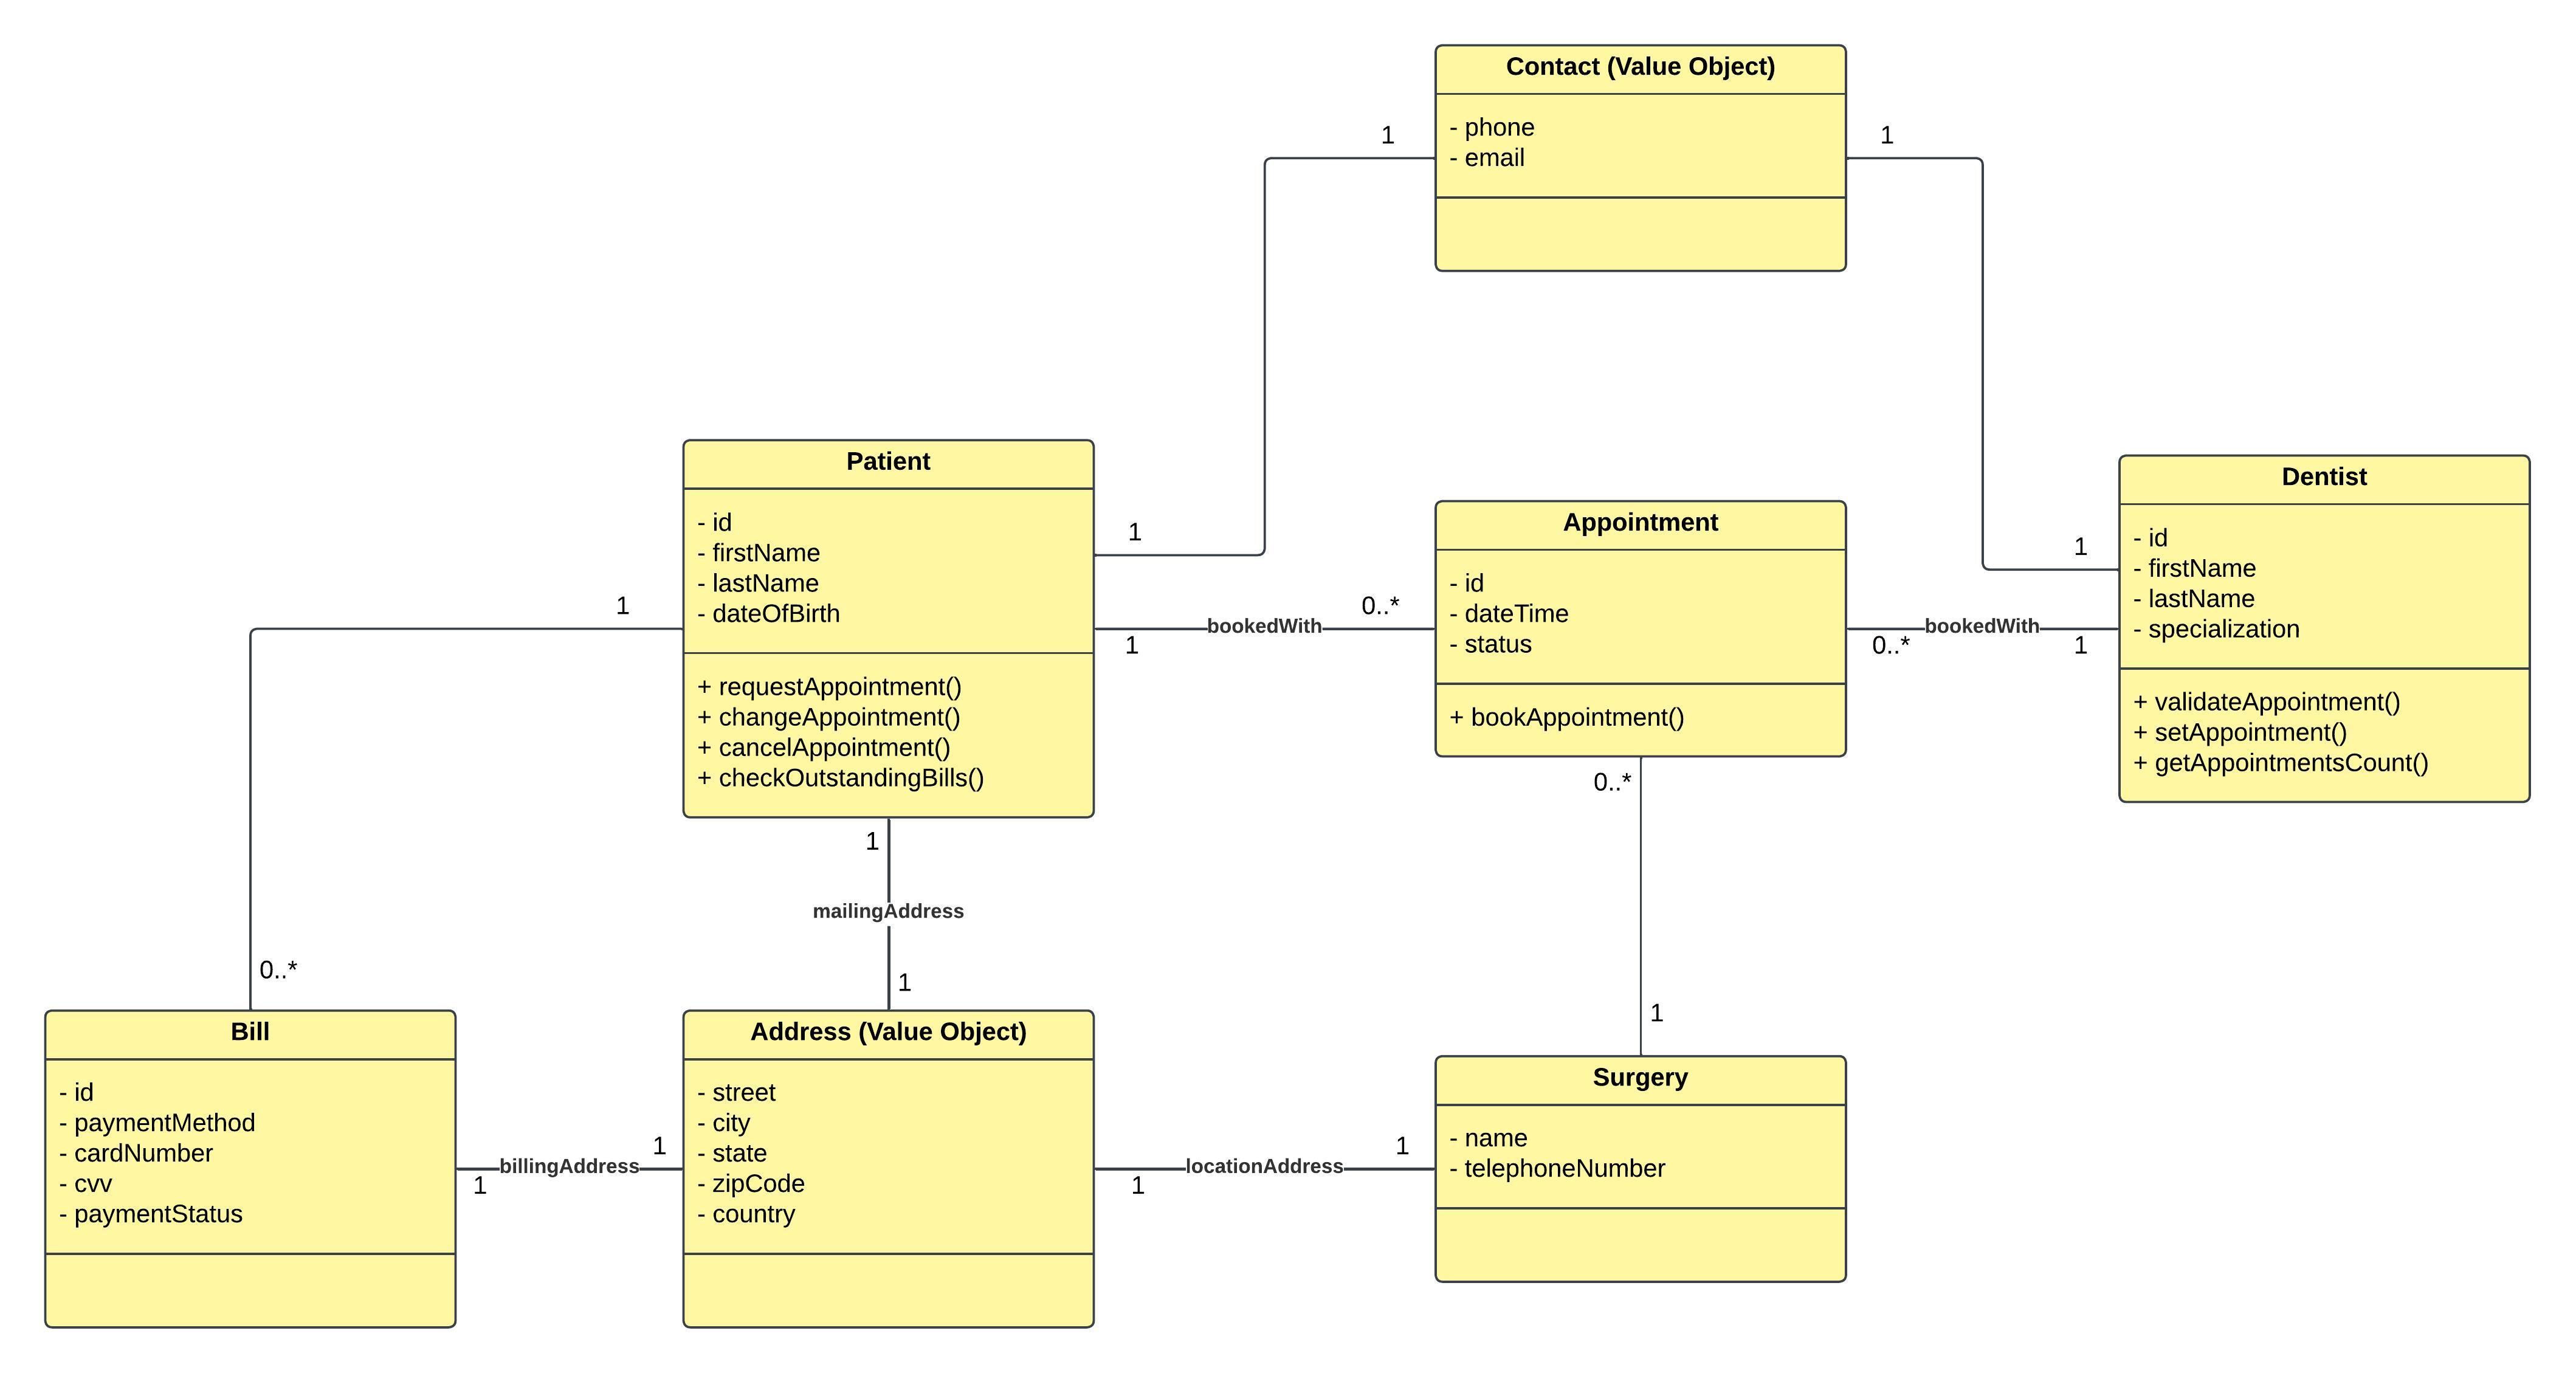 Contact (Value Object)
- phone
- email
1
1
Patient
- id
- firstName
- lastName
- dateOfBirth
+ requestAppointment()
+ changeAppointment()
+ cancelAppointment()
+ checkOutstandingBills()
1
1
bookedWith
0..*
1
Appointment
- id
- dateTime
- status
+ bookAppointment()
0..*
bookedWith
1
1
Dentist
- id
- firstName
- lastName
- specialization
+ validateAppointment()
+ setAppointment()
+ getAppointmentsCount()
1
mailingAddress
1
0..*
1
0..*
Bill
- id
- paymentMethod
- cardNumber
- cvv
- paymentStatus
1
billingAddress
1
Address (Value Object)
- street
- city
- state
- zipCode
- country
1
locationAddress
1
Surgery
- name
- telephoneNumber